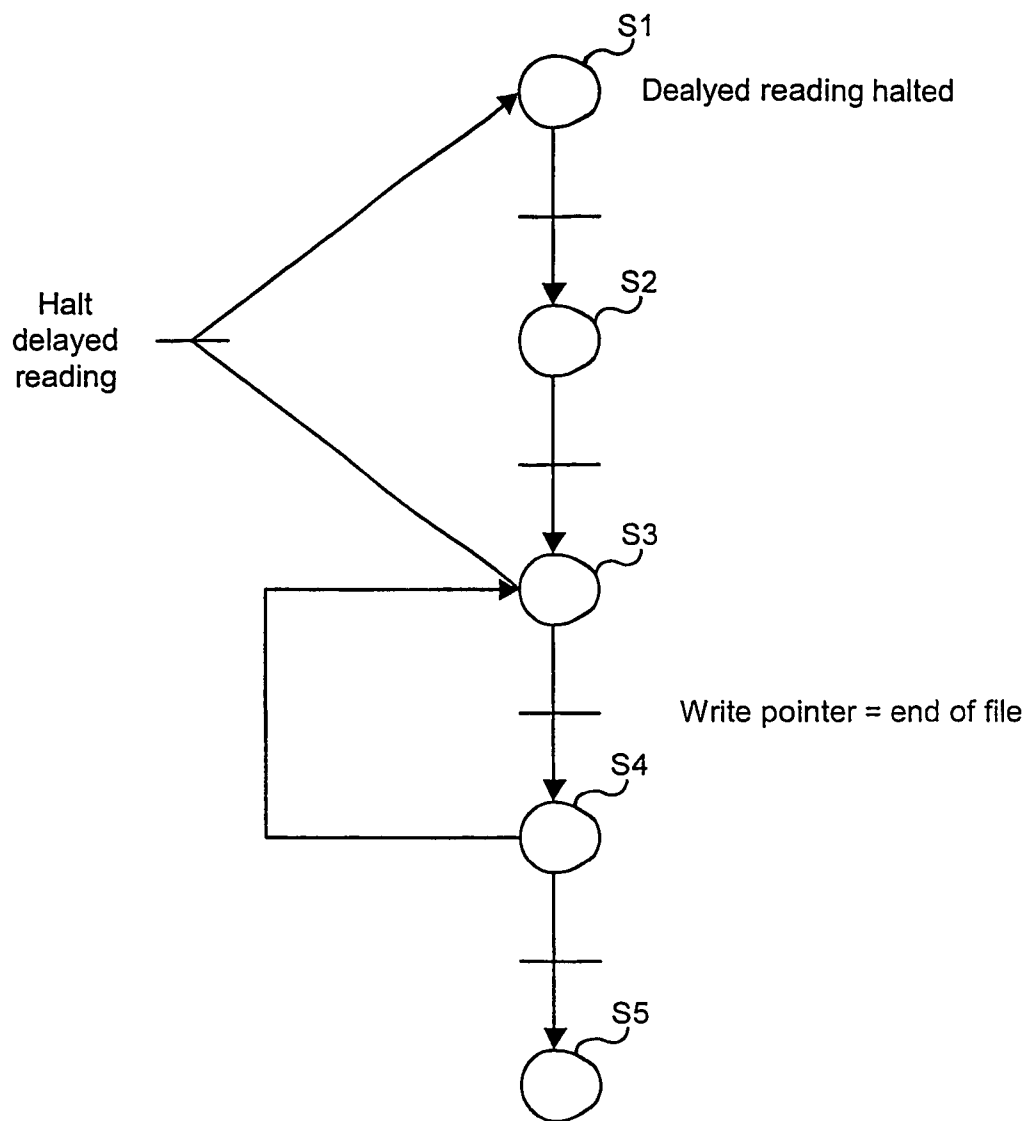 S1
Dealyed reading halted
S2
Halt
delayed
reading
S3
Write pointer = end of file
S4
S5